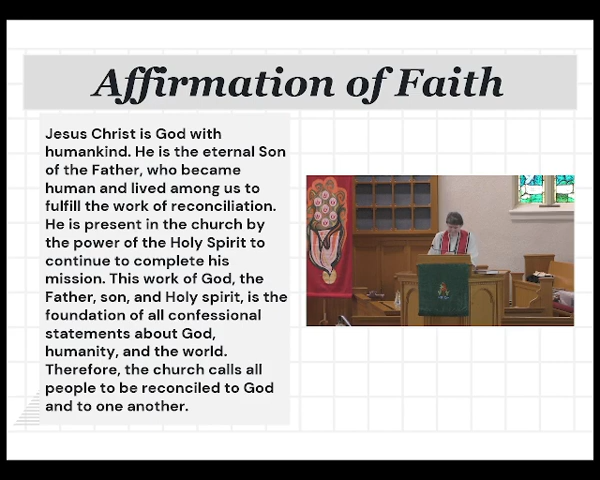 Affirmation of Faith
Jesus Christ is God with
humankind. He is the eternal Son
of the Father, who became
human and lived among us to
fulfill the work of reconciliation.
He is present in the church by
the power of the Holy Spirit to
continue to complete his
mission. This work of God, the
Father, son, and Holy spirit, is the
foundation of all confessional
statements about God,
humanity, and the world.
Therefore, the church calls all
people to be reconciled to God
and to one another.